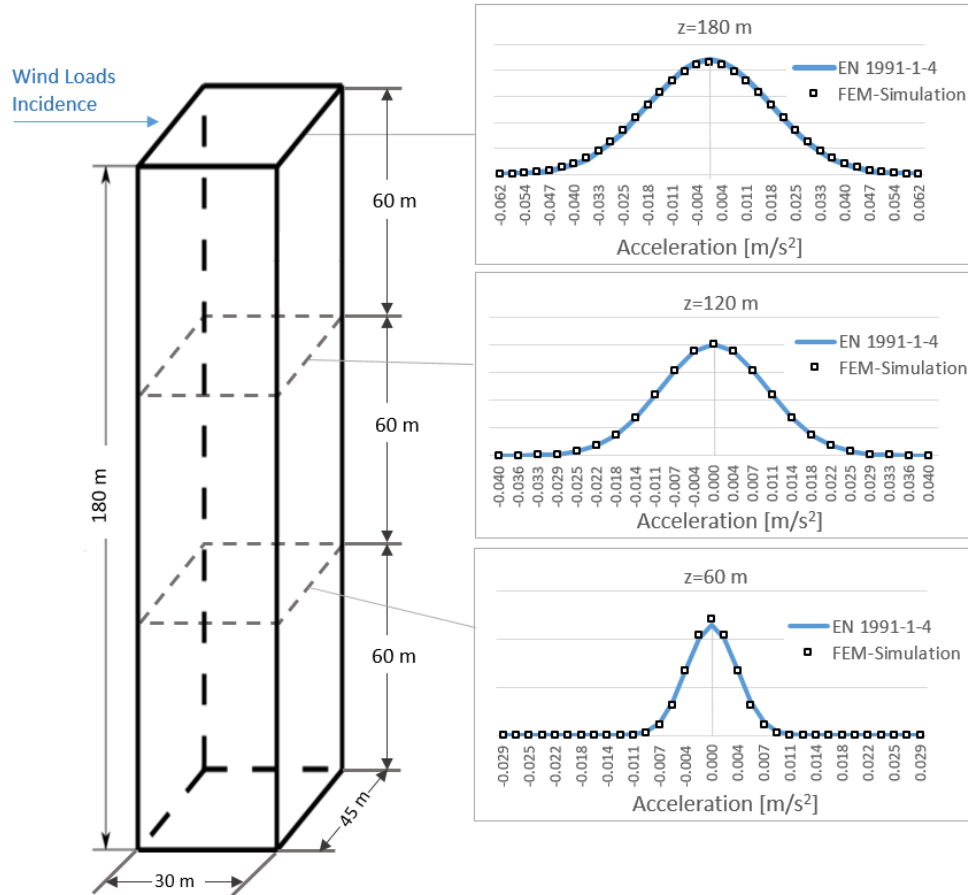 Wind Loads
Incidence
60 m
60 m
60 m
180 m
45 m
30 m
z=180 m
EN 1991-1-4
FEM-Simulation
-0.062
-0.054
-0.047
-0.040
-0.033
-0.025
-0.018
-0.011
-0.004
0.004
0.011
0.018
0.025
0.033
0.040
0.047
0.054
0.062
Acceleration [m/s²]
z=120 m
EN 1991-1-4
FEM-Simulation
-0.040
-0.036
-0.033
-0.029
-0.025
-0.022
-0.018
-0.014
-0.011
-0.007
-0.004
0.000
0.004
0.007
0.011
0.014
0.018
0.022
0.025
0.029
0.033
0.036
0.040
Acceleration [m/s²]
z=60 m
EN 1991-1-4
FEM-Simulation
-0.029
-0.025
-0.022
-0.018
-0.014
-0.011
-0.007
-0.004
0.000
0.004
0.007
0.011
0.014
0.018
0.022
0.025
0.029
Acceleration [m/s²]